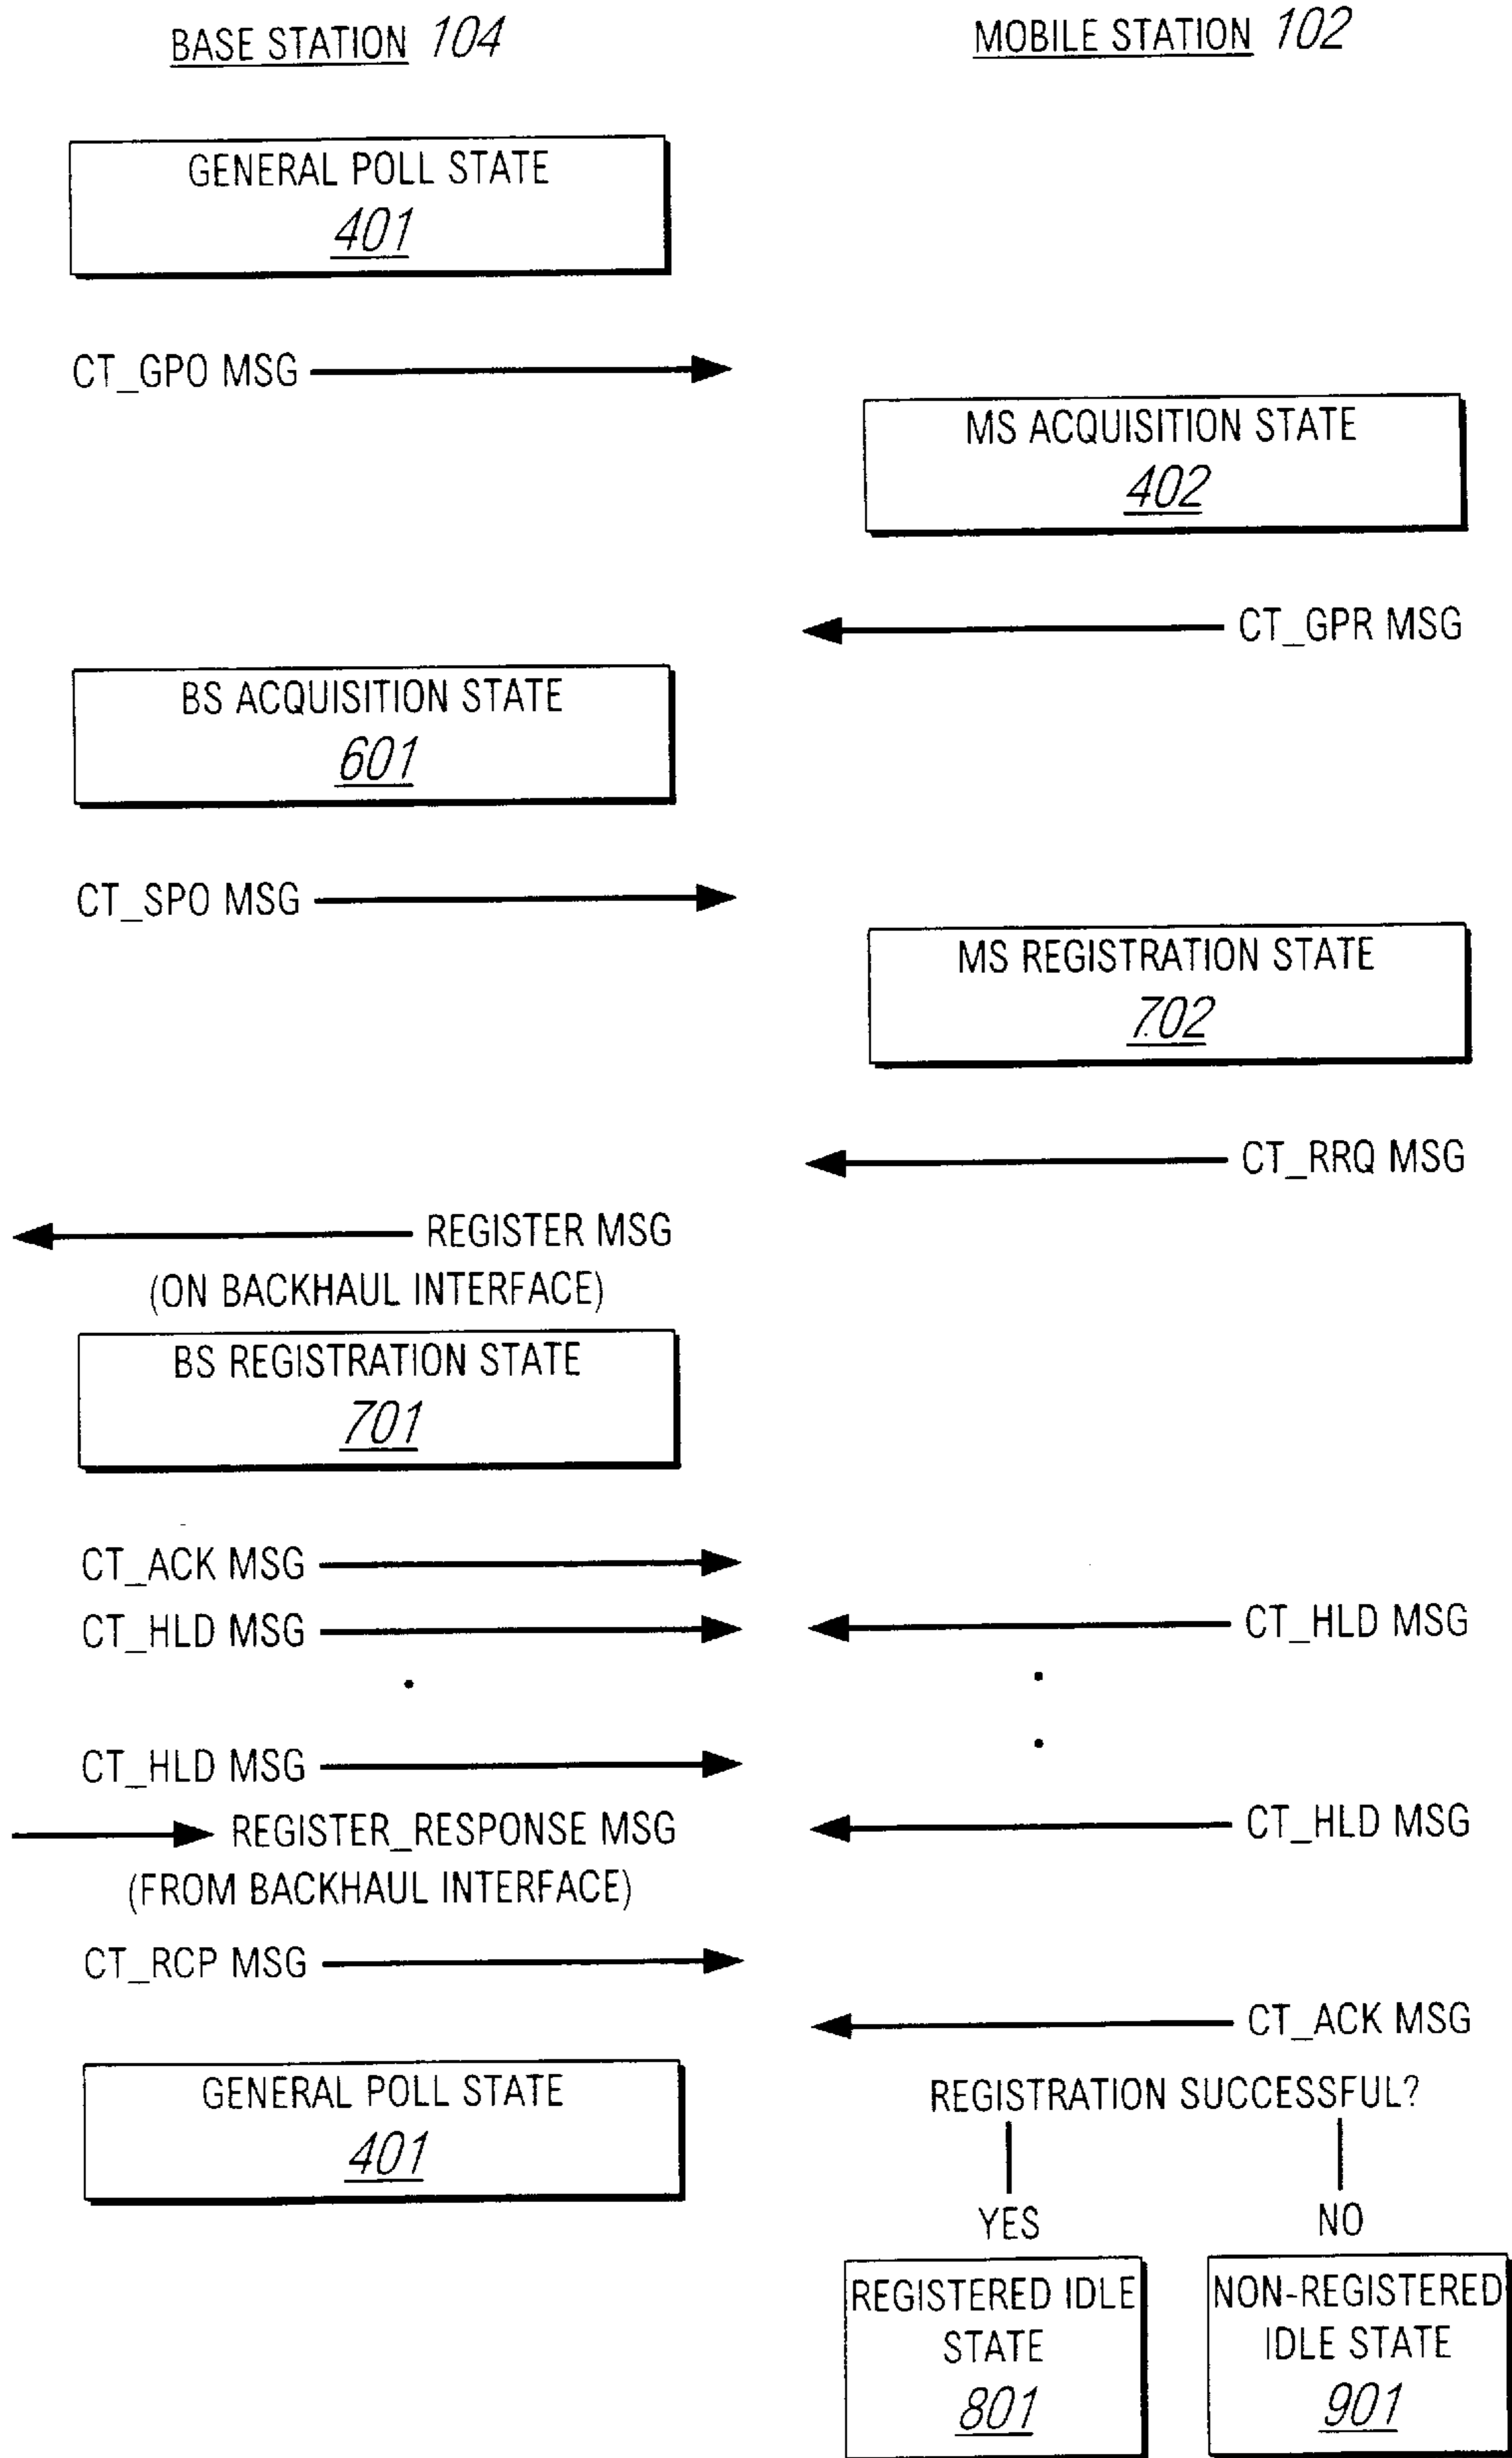 BASE STATION 104
MOBILE STATION 102
GENERAL POLL STATE
401
CT_GPO MSG
MS ACQUISITION STATE
402
CT_GPR MSG
BS ACQUISITION STATE
601
CT_SPO MSG
MS REGISTRATION STATE
702
CT_RRQ MSG
REGISTER MSG
(ON BACKHAUL INTERFACE)
BS REGISTRATION STATE
701
CT_ACK MSG
CT_HLD MSG
CT_HLD MSG
CT_HLD MSG
REGISTER_RESPONSE MSG
(FROM BACKHAUL INTERFACE)
CT_HLD MSG
CT_RCP MSG
CT_ACK MSG
GENERAL POLL STATE
401
REGISTRATION SUCCESSFUL?
YES
NO
REGISTERED IDLE
STATE
801
NON-REGISTERED
IDLE STATE
901